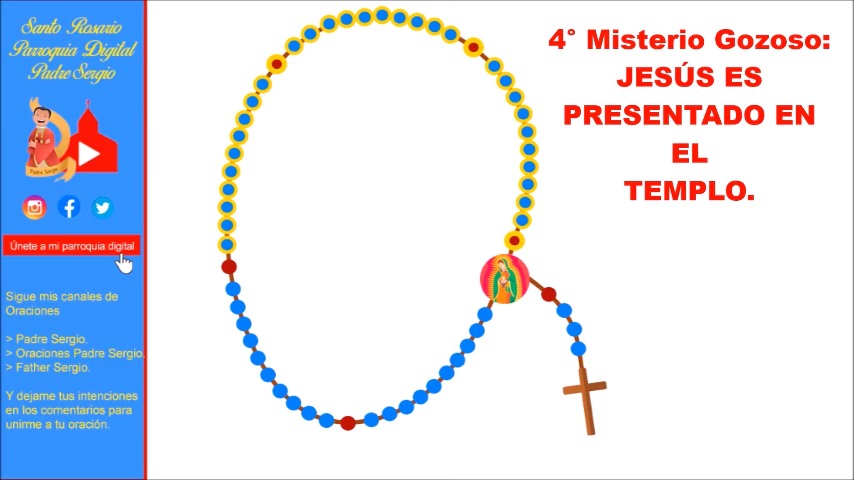 Santo Rosario
Parroquia Digital
Padre Sergio
Padre Sergio
Únete a mi parroquia digital
Sigue mis canales de
Oraciones
> Padre Sergio.
> Oraciones Padre Sergio.
> Father Sergio.
Y dejame tus intenciones
en los comentarios para
unirme a tu oración.
4° Misterio Gozoso:
JESÚS ES
PRESENTADO EN
EL
TEMPLO.